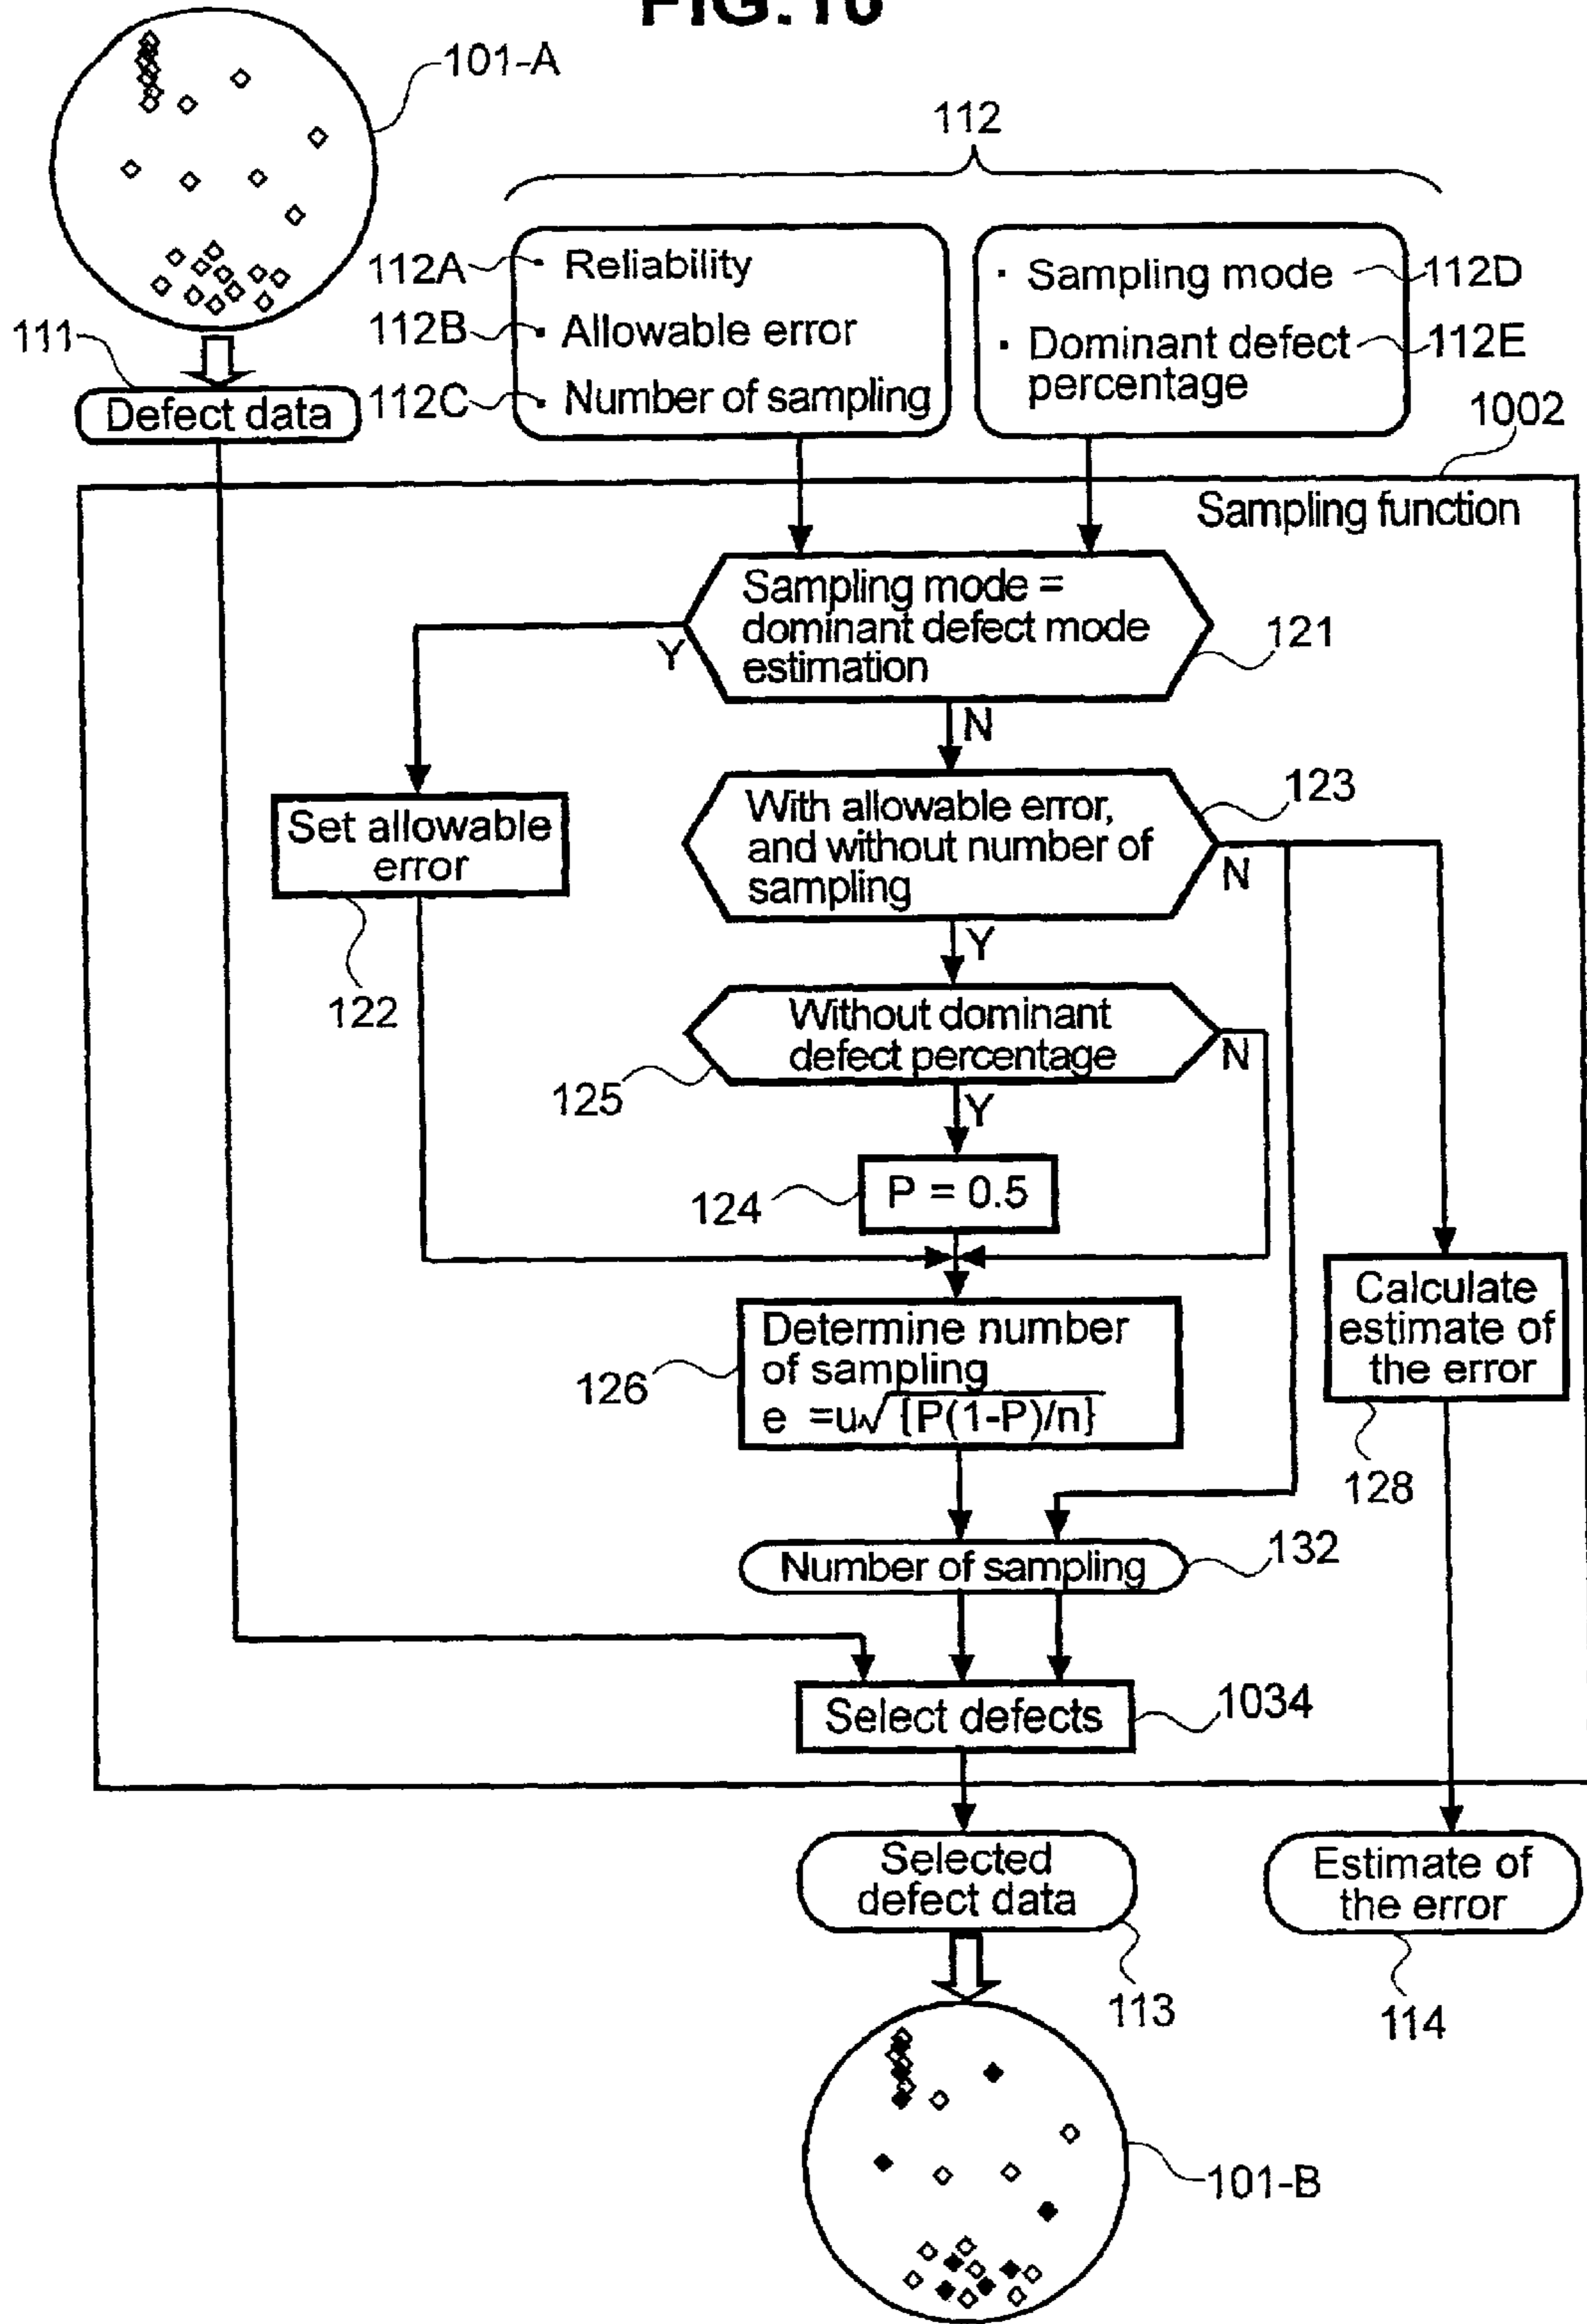 FIG. 10
101-A
112
112A
· Reliability
112B
· Allowable error
112C
· Number of sampling
· Sampling mode
112D
· Dominant defect
percentage
112E
111
Defect data
1002
Sampling function
Sampling mode =
dominant defect mode
estimation
121
Y
N
Set allowable
error
122
With allowable error,
and without number of
sampling
123
N
Y
Without dominant
defect percentage
125
N
Y
124
P = 0.5
Determine number
of sampling
e =u√{P(1-P)/n}
126
Calculate
estimate of
the error
128
Number of sampling
132
Select defects
1034
Selected
defect data
113
Estimate of
the error
114
101-B